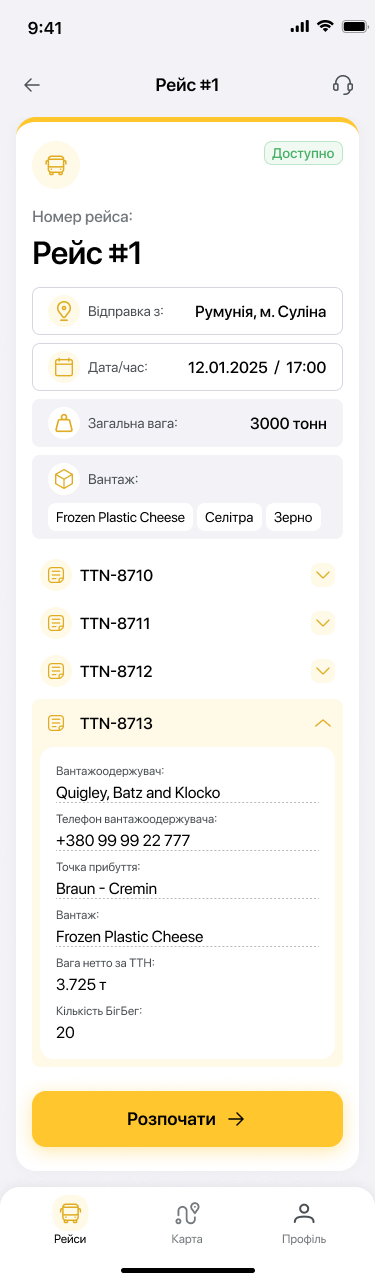 9:41
Рейс #1
Доступно
Номер рейса:
Рейс #1
Відправка з: Румунія, м. Суліна
Дата/час: 12.01.2025 / 17:00
Загальна вага: 3000 тонн
Вантаж:
Frozen Plastic Cheese Селітра Зерно
TTN-8710
TTN-8711
TTN-8712
TTN-8713
Вантажоодержувач:
Quigley, Batz and Klocko
Телефон вантажоодержувача:
+380 99 99 22 777
Точка прибуття:
Braun - Cremin
Вантаж:
Frozen Plastic Cheese
Вага нетто за ТТН:
3.725 т
Кількість БігБег:
20
Розпочати
Рейси Карта Профіль